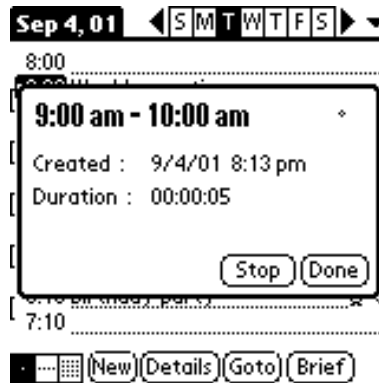 Sep 4, 01 S M T W T F S
8:00
9:00 am - 10:00 am
Created : 9/4/01 8:13 pm
Duration : 00:00:05
Stop Done
7:10
New Details Goto Brief